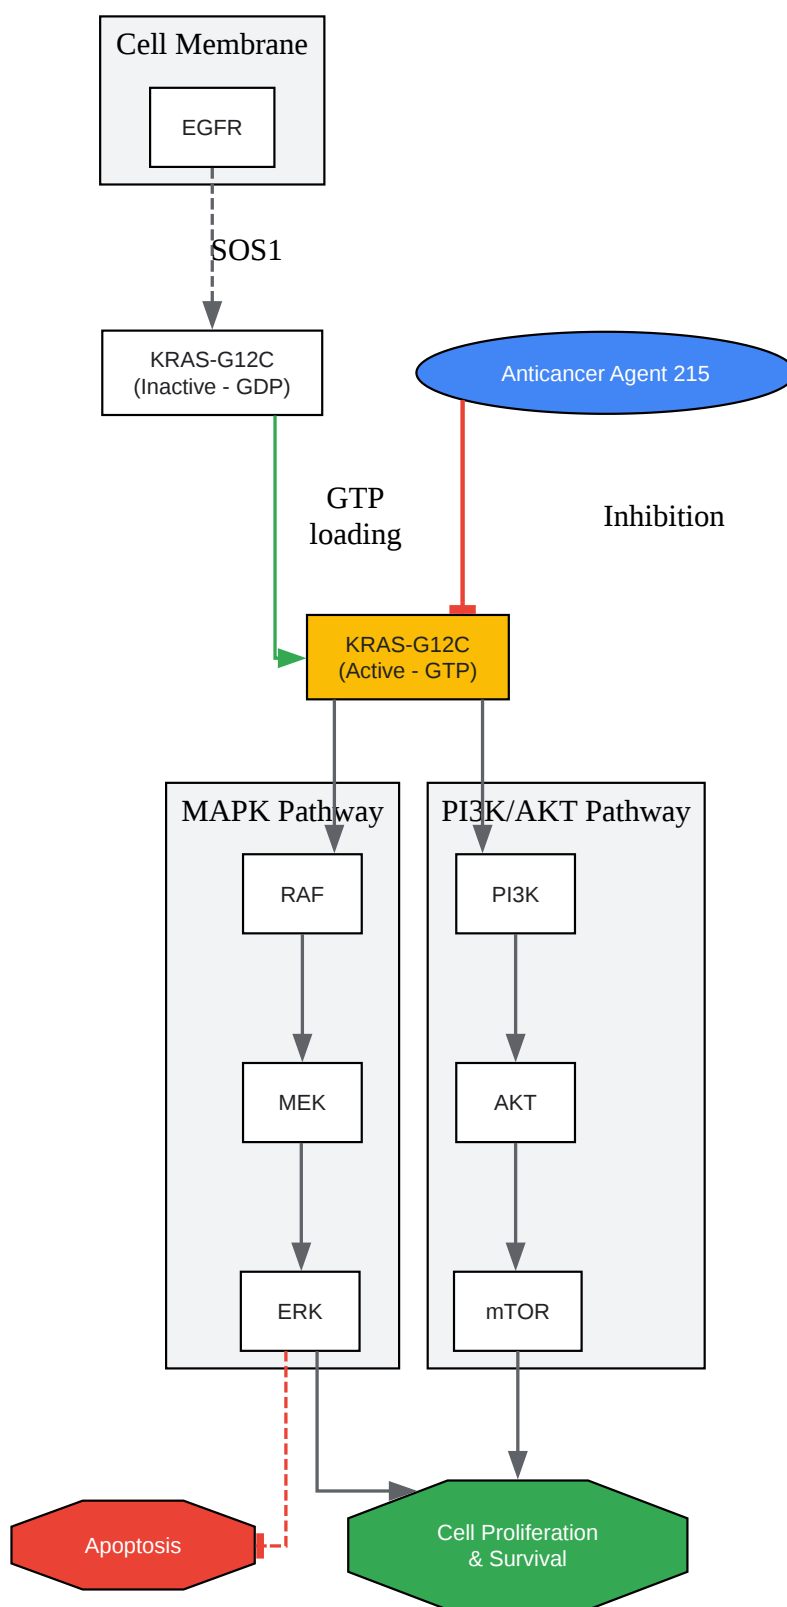 Cell Membrane
EGFR
SOS1
KRAS-G12C
(Inactive - GDP)
Anticancer Agent 215
GTP
loading
Inhibition
KRAS-G12C
(Active - GTP)
MAPK Pathway
PI3K/AKT Pathway
RAF
PI3K
MEK
AKT
ERK
mTOR
Apoptosis
Cell Proliferation
& Survival